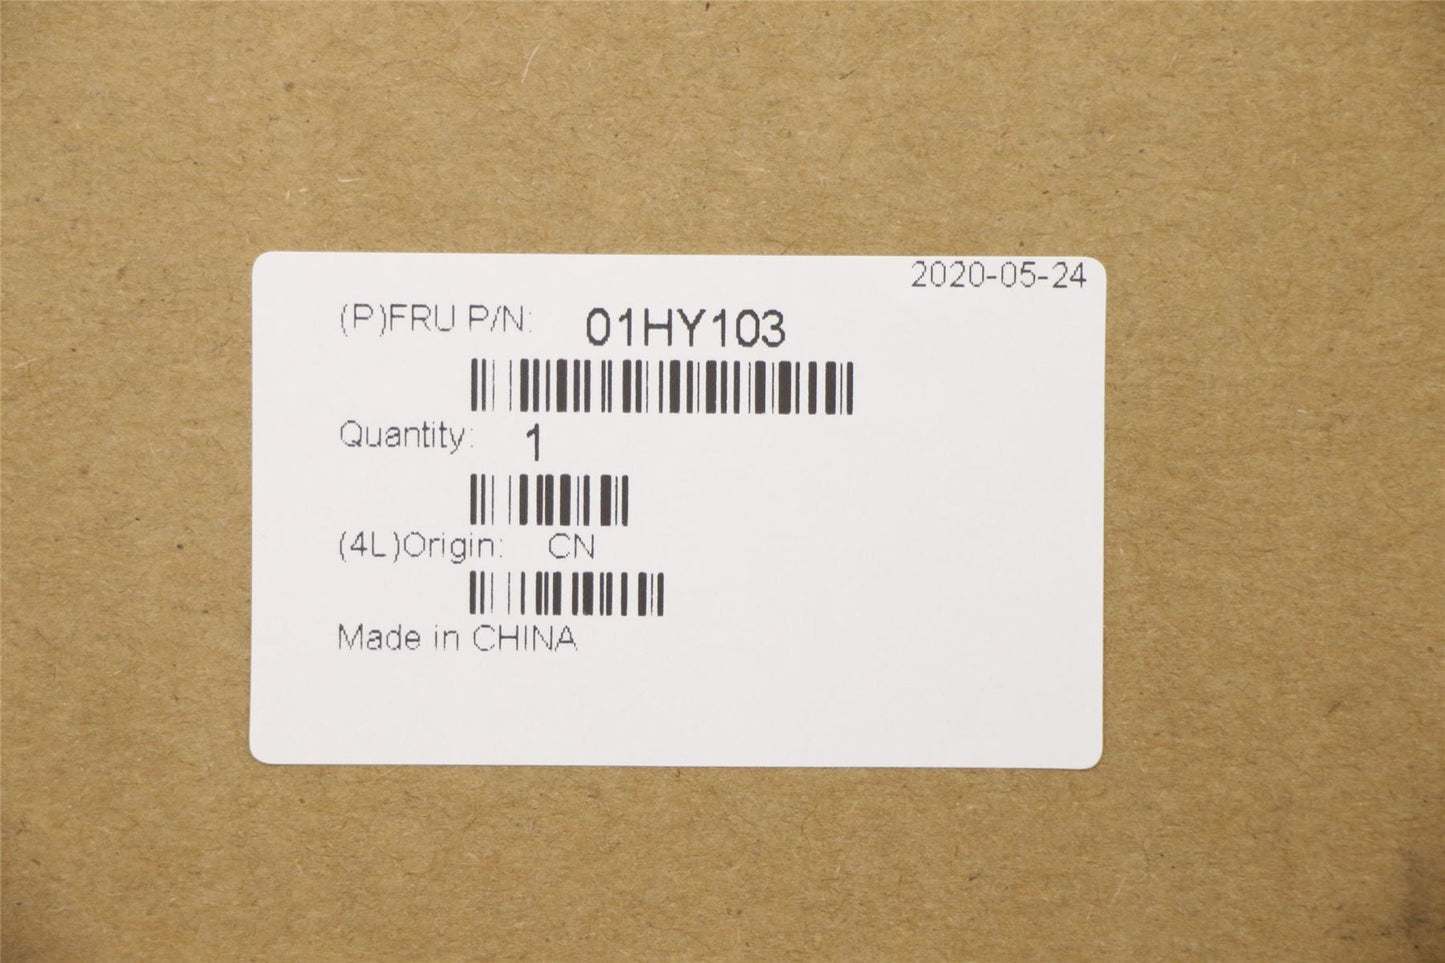 2020-05-24
(P)FRU P/N: 01HY103
Quantity: 1
(4L)Origin: CN
Made in CHINA